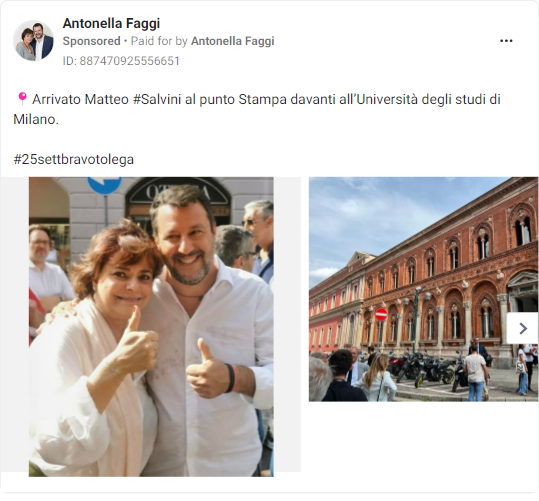 Antonella Faggi
Sponsored • Paid for by Antonella Faggi
ID: 887470925556651
📍Arrivato Matteo #Salvini al punto Stampa davanti all’Università degli studi di
Milano.
#25settbravotolega